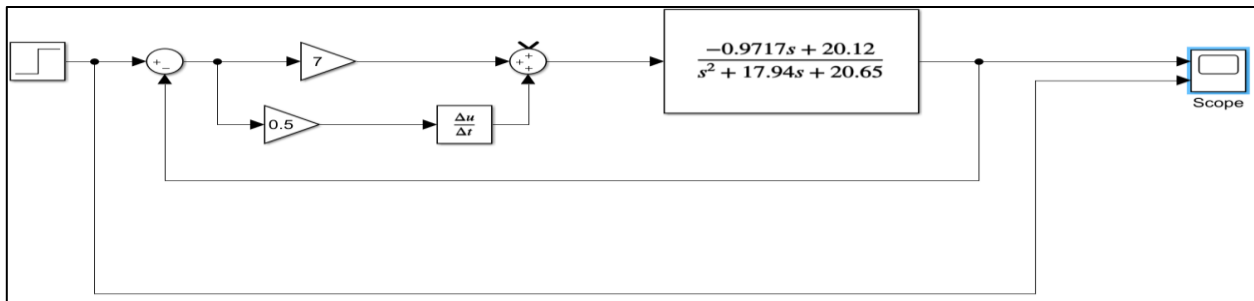 -0.9717s + 20.12
s² + 17.94s + 20.65
7
0.5
Δu
Δt
+
-
+
+
+
Scope